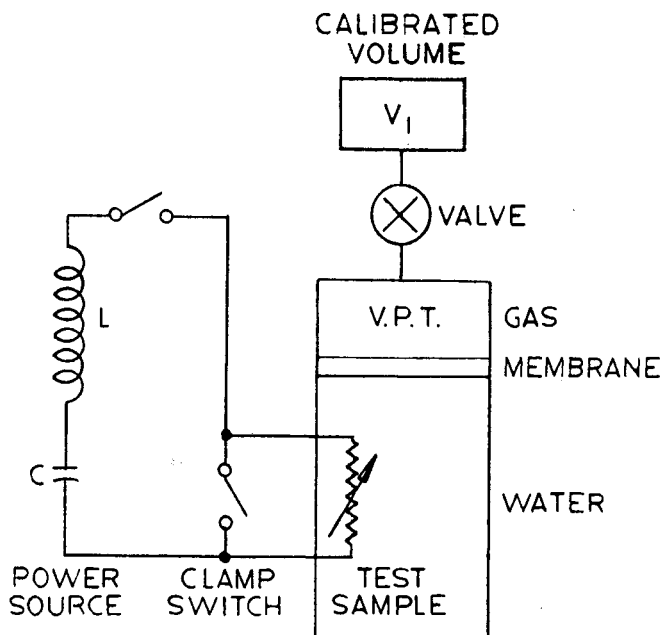 CALIBRATED
VOLUME
V1
VALVE
L
V.P.T.
GAS
MEMBRANE
C
WATER
POWER
SOURCE
CLAMP
SWITCH
TEST
SAMPLE